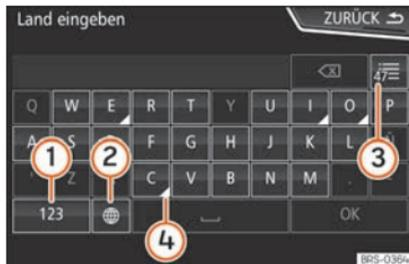 Land eingeben ZURÜCK
47
Q W E R T Y U I O P
A S F G H J K L Ü
1 2 3
' Z C V B N M .
123 OK
4
BRS-0364